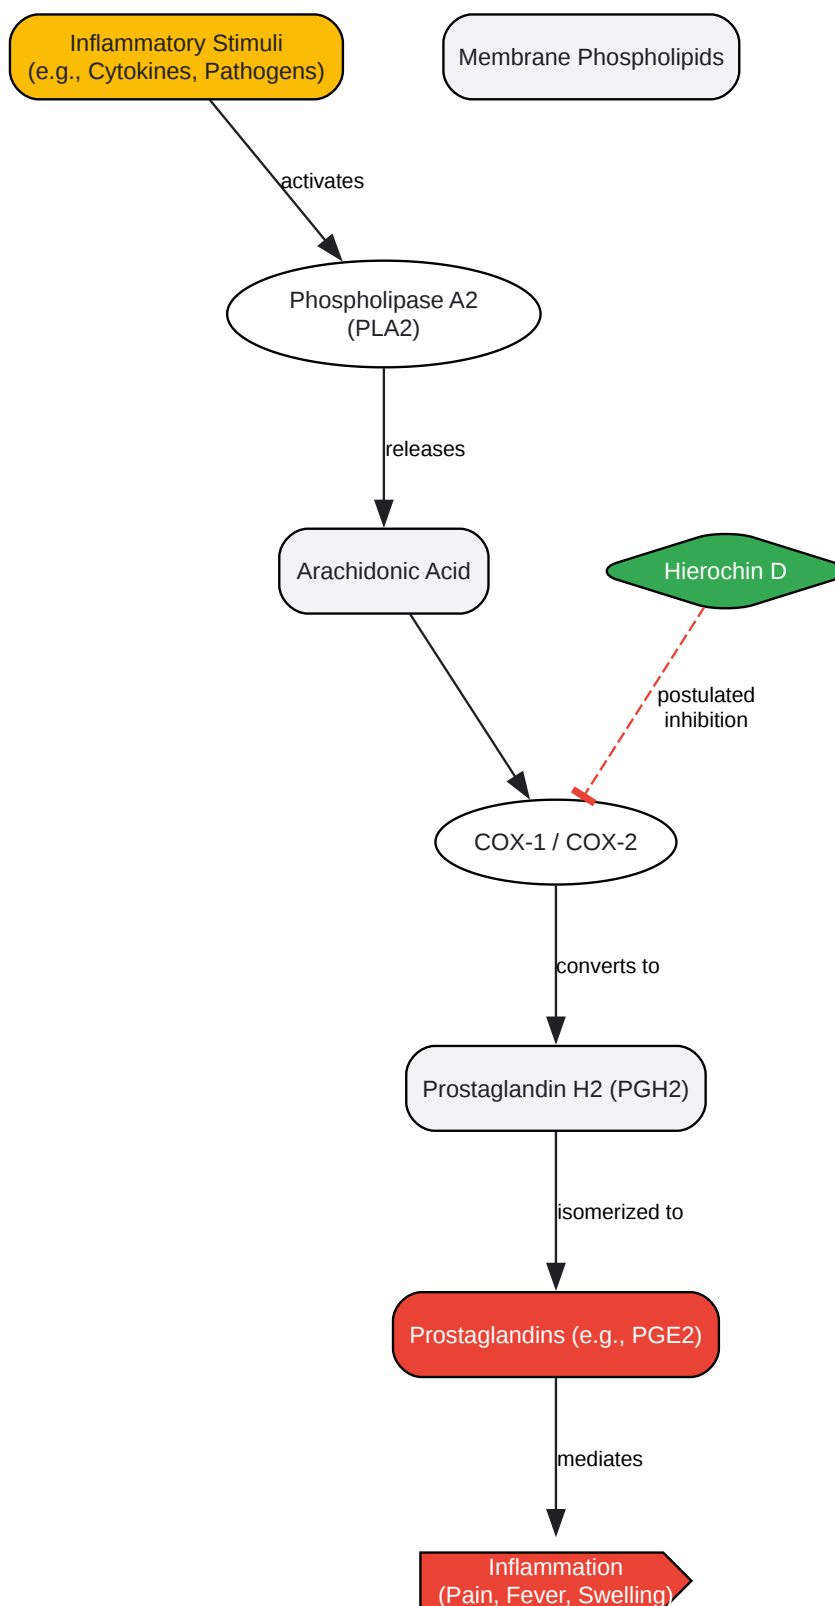 Inflammatory Stimuli
(e.g., Cytokines, Pathogens)
Membrane Phospholipids
activates
Phospholipase A2
(PLA2)
releases
Arachidonic Acid
Hierochin D
postulated
inhibition
COX-1 / COX-2
converts to
Prostaglandin H2 (PGH2)
isomerized to
Prostaglandins (e.g., PGE2)
mediates
Inflammation
(Pain, Fever, Swelling)